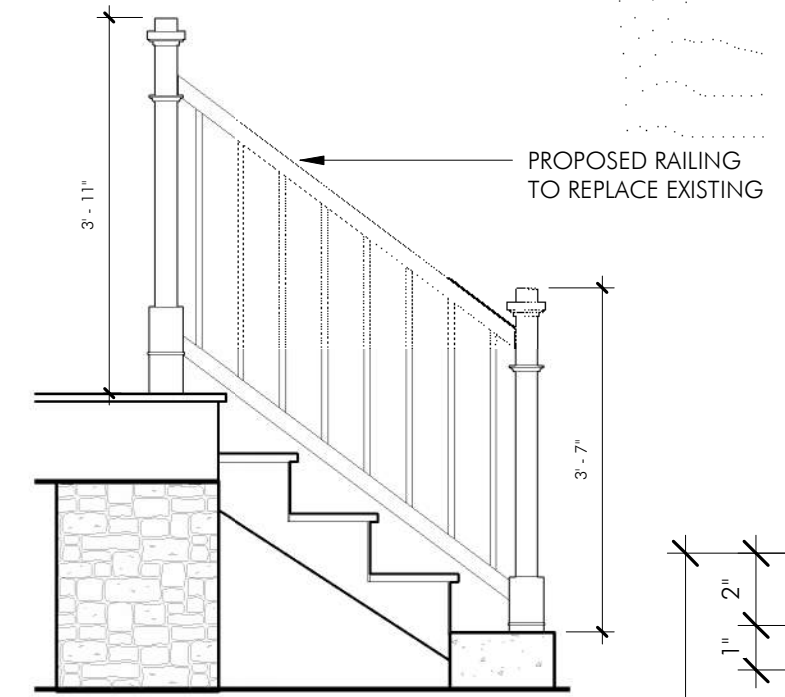 3' - 11"
PROPOSED RAILING
TO REPLACE EXISTING
3' - 7"
2"
1"